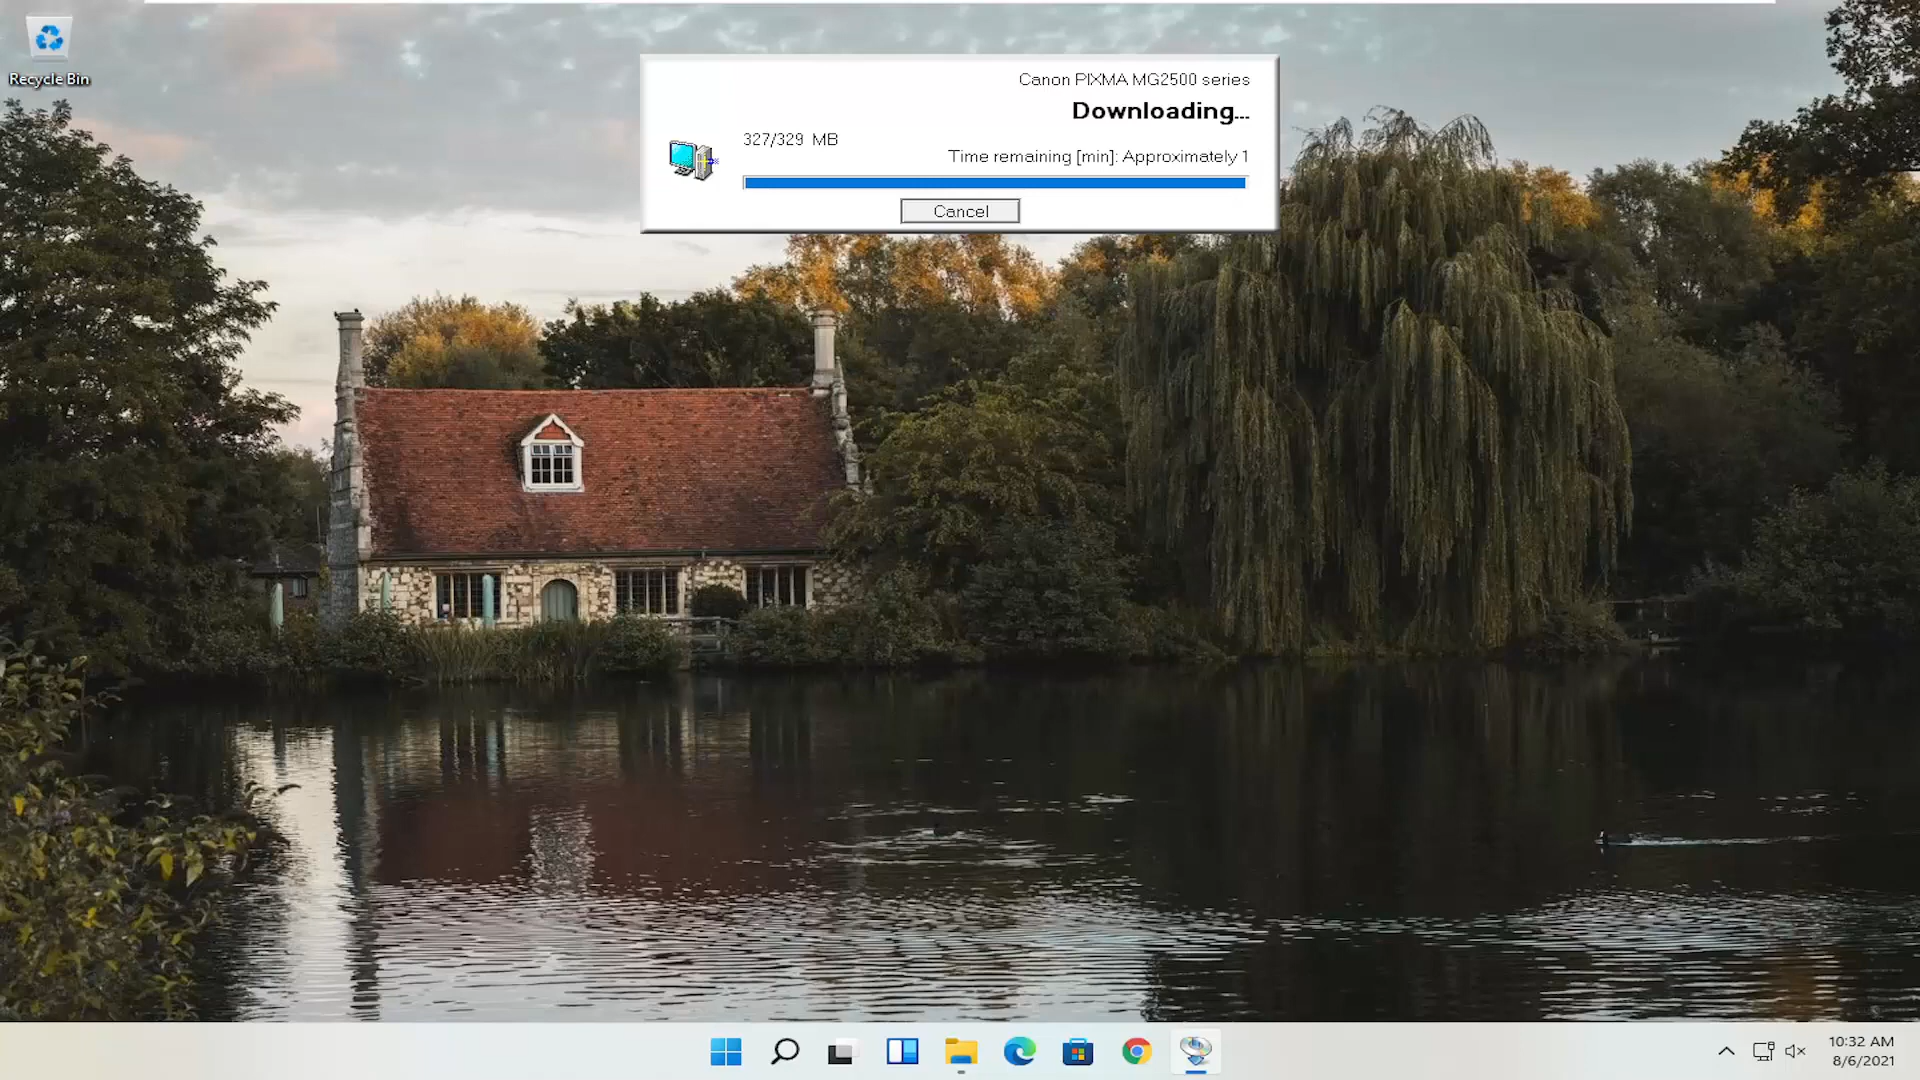 Recycle Bin
Canon PIXMA MG2500 series
Downloading...
327/329 MB
Time remaining [min]: Approximately 1
Cancel
10:32 AM
8/6/2021